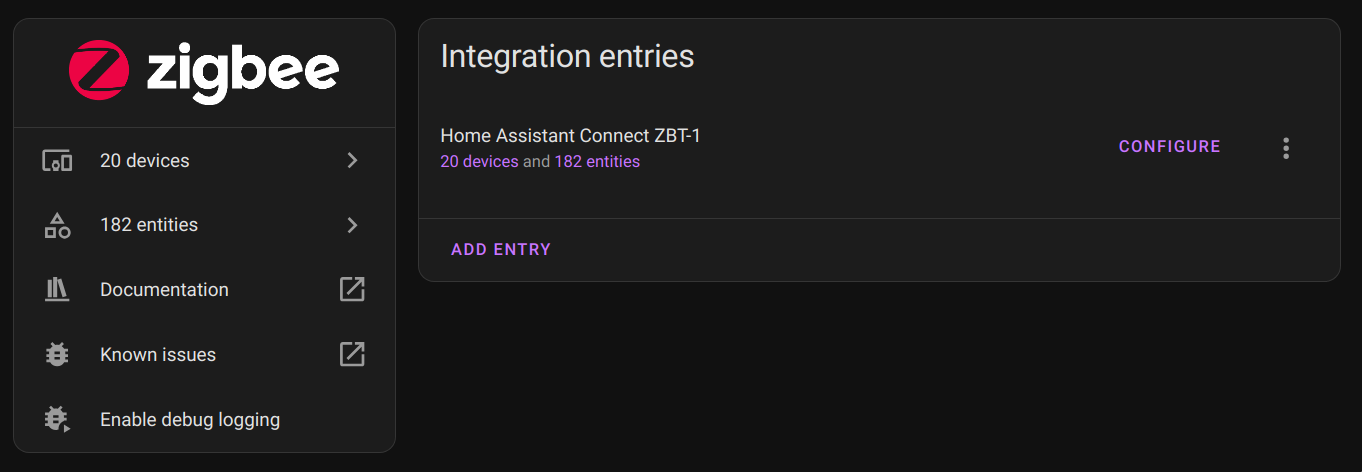 zigbee
20 devices
182 entities
Documentation
Known issues
Enable debug logging
Integration entries
Home Assistant Connect ZBT-1
20 devices and 182 entities
CONFIGURE
ADD ENTRY